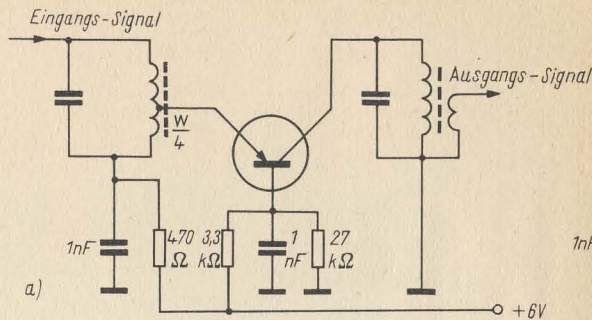 Eingangs-Signal
Ausgangs-Signal
W
4
1nF
470
Ω
3,3
kΩ
1
nF
27
kΩ
1nF
a)
+6V